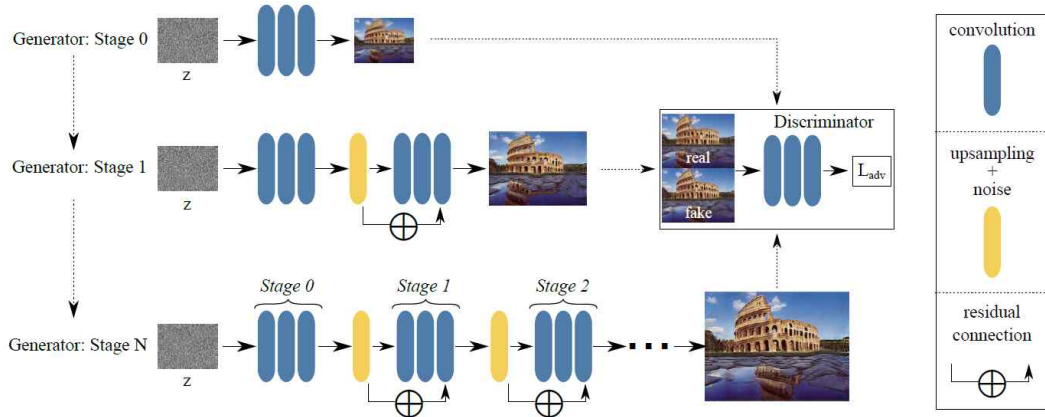 Generator: Stage 0
z
Generator: Stage 1
z
Stage 0
Stage 1
Stage 2
Generator: Stage N
z
Discriminator
real
fake
L_adv
convolution
upsampling
+
noise
residual
connection